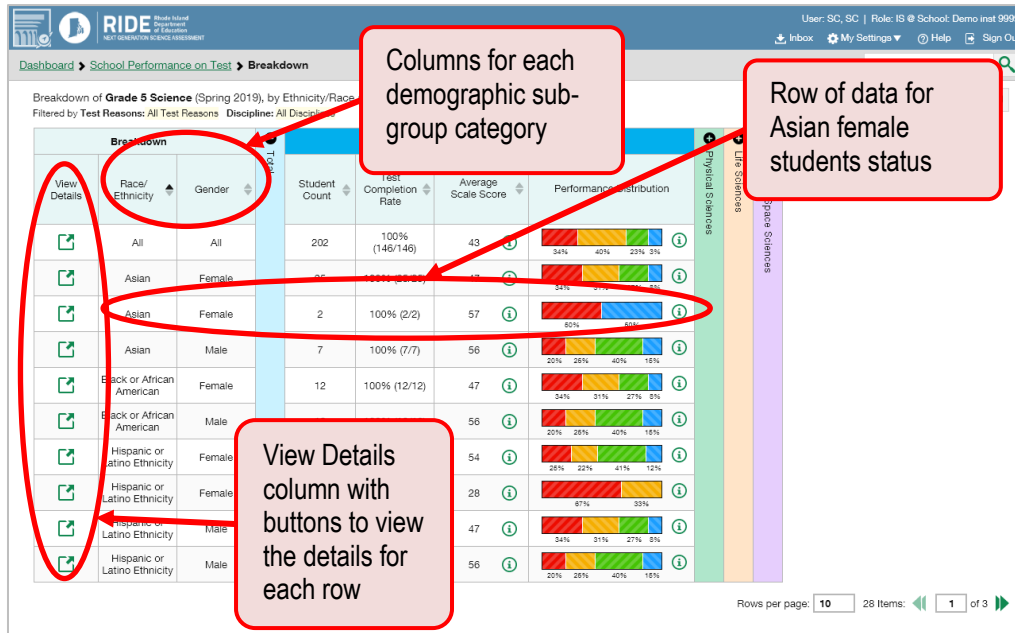 RIDE Rhode Island Department of Education
NEXT GENERATION SCIENCE ASSESSMENT
User: SC, SC | Role: IS @ School: Demo inst 999
Inbox My Settings Help Sign Ou
Dashboard School Performance on Test Breakdown
Breakdown of Grade 5 Science (Spring 2019), by Ethnicity/Race
Filtered by Test Reasons: All Test Reasons Discipline: All
Columns for each
demographic sub-
group category
Row of data for
Asian female
students status
Breakdown
Total
Physical Sciences
Life Sciences
Space Sciences
View Details
Race/ Ethnicity
Gender
Student Count
Test Completion Rate
Average Scale Score
Performance Distribution
All All 202 100% (146/146) 43 34% 40% 23% 3%
Asian Female 47 34%
Asian Female 2 100% (2/2) 57
Asian Male 7 100% (7/7) 56 20% 26% 40% 15%
Black or African American Female 12 100% (12/12) 47 34% 31% 27% 8%
Black or African American Male 56 20% 26% 40% 15%
Hispanic or Latino Ethnicity Female 54 26% 22% 41% 12%
Hispanic or Latino Ethnicity Female 28 67% 33%
Hispanic or Latino Ethnicity Male 47 34% 31% 27% 8%
Hispanic or Latino Ethnicity Male 56 20% 26% 40% 15%
View Details
column with
buttons to view
the details for
each row
Rows per page: 10 28 Items: 1 of 3